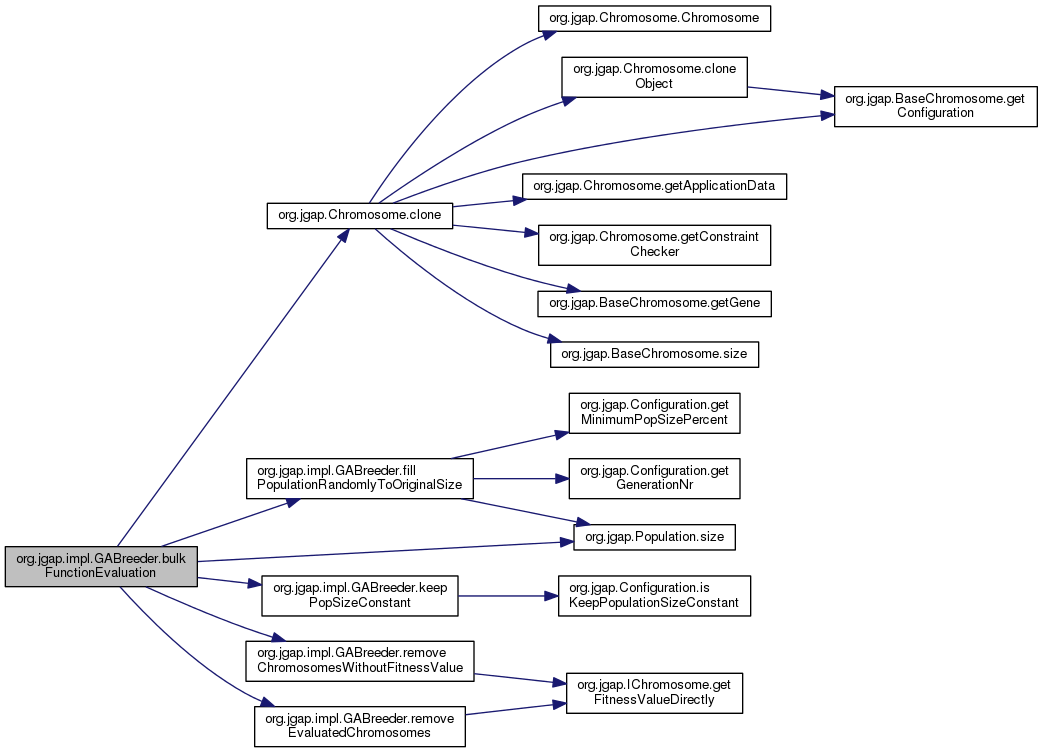 org.jgap.Chromosome.Chromosome
org.jgap.Chromosome.clone
Object
org.jgap.BaseChromosome.get
Configuration
org.jgap.Chromosome.getApplicationData
org.jgap.Chromosome.clone
org.jgap.Chromosome.getConstraint
Checker
org.jgap.BaseChromosome.getGene
org.jgap.BaseChromosome.size
org.jgap.Configuration.get
MinimumPopSizePercent
org.jgap.impl.GABreeder.fill
PopulationRandomlyToOriginalSize
org.jgap.Configuration.get
GenerationNr
org.jgap.Population.size
org.jgap.impl.GABreeder.bulk
FunctionEvaluation
org.jgap.impl.GABreeder.keep
PopSizeConstant
org.jgap.Configuration.is
KeepPopulationSizeConstant
org.jgap.impl.GABreeder.remove
ChromosomesWithoutFitnessValue
org.jgap.IChromosome.get
FitnessValueDirectly
org.jgap.impl.GABreeder.remove
EvaluatedChromosomes